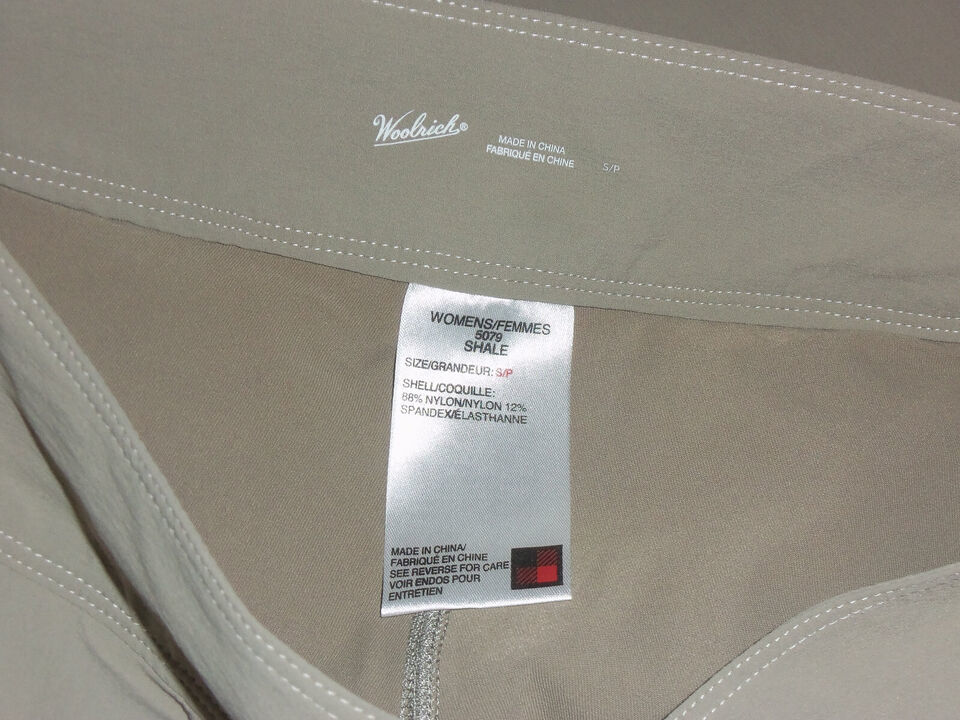 Woolrich®
MADE IN CHINA
FABRIQUÉ EN CHINE
S/P
WOMENS/FEMMES
5079
SHALE
SIZE/GRANDEUR: S/P
SHELL/COQUILLE:
88% NYLON/NYLON 12%
SPANDEX/ÉLASTHANNE
MADE IN CHINA/
FABRIQUÉ EN CHINE
SEE REVERSE FOR CARE
VOIR ENDOS POUR
ENTRETIEN